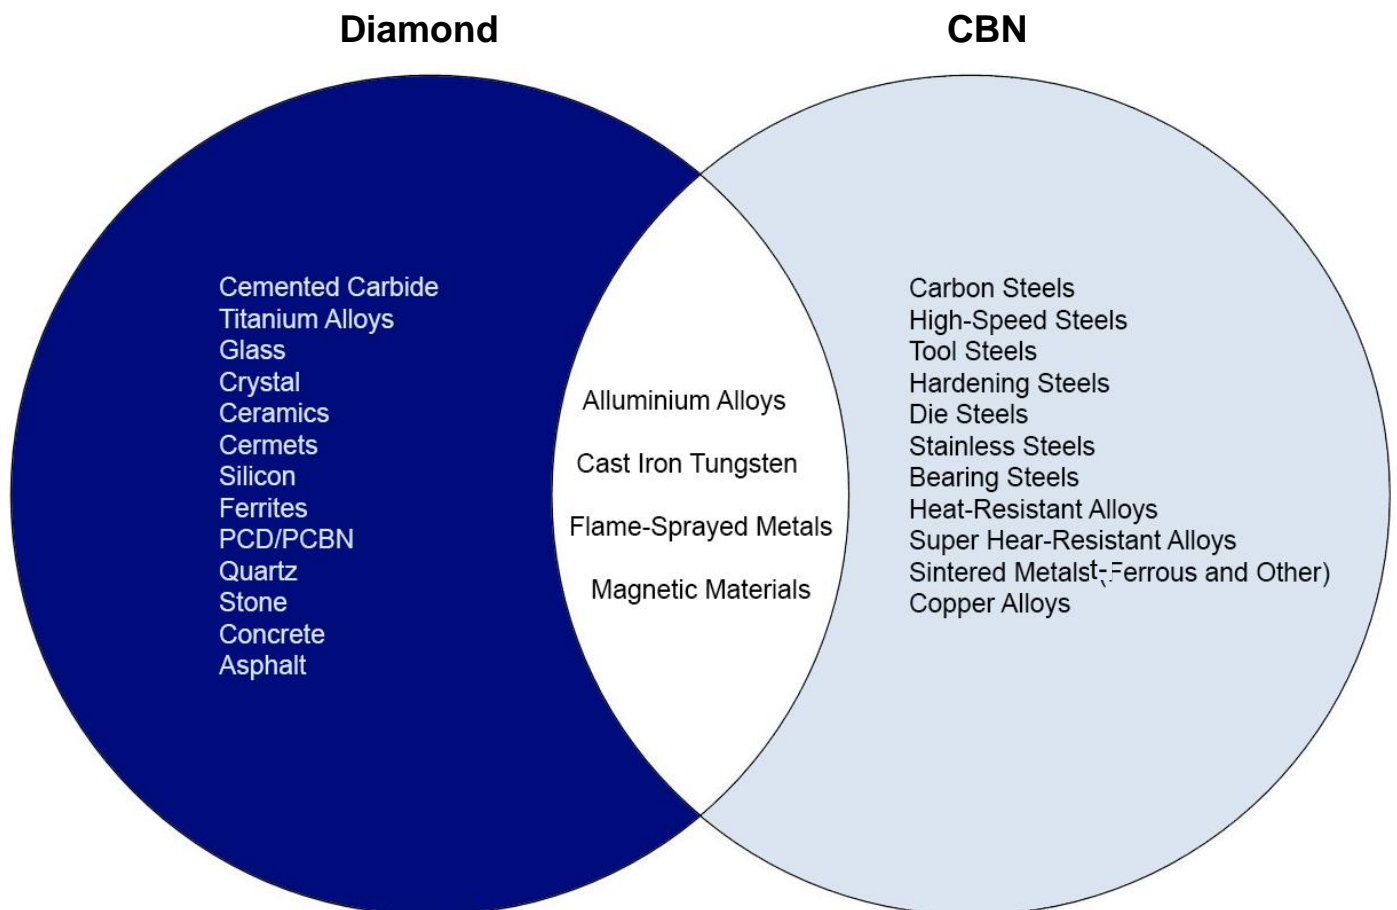 Diamond
CBN
Cemented Carbide
Titanium Alloys
Glass
Crystal
Ceramics
Cermets
Silicon
Ferrites
PCD/PCBN
Quartz
Stone
Concrete
Asphalt
Alluminium Alloys
Cast Iron Tungsten
Flame-Sprayed Metals
Magnetic Materials
Carbon Steels
High-Speed Steels
Tool Steels
Hardening Steels
Die Steels
Stainless Steels
Bearing Steels
Heat-Resistant Alloys
Super Hear-Resistant Alloys
Sintered Metals Ferrous and Other)
Copper Alloys